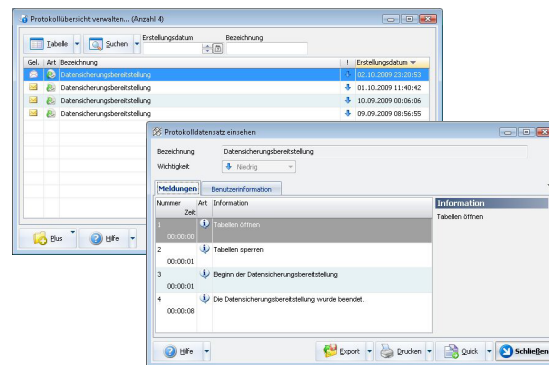 Protokollübersicht verwalten... (Anzahl 4)
Tabelle Suchen Erstellungsdatum Bezeichnung
Gel. Art Bezeichnung ! Erstellungsdatum
Datensicherungsbereitstellung 02.10.2009 23:20:53
Datensicherungsbereitstellung 01.10.2009 11:40:42
Datensicherungsbereitstellung 10.09.2009 00:06:06
Datensicherungsbereitstellung 09.09.2009 08:56:55
Plus Hilfe
Protokolldatensatz einsehen
Bezeichnung Datensicherungsbereitstellung
Wichtigkeit Niedrig
Meldungen Benutzerinformation
Nummer Art Information
Zeit
1 Tabellen öffnen
00:00:00
2 Tabellen sperren
00:00:01
3 Beginn der Datensicherungsbereitstellung
00:00:01
4 Die Datensicherungsbereitstellung wurde beendet.
00:00:08
Information
Tabellen öffnen
Hilfe Export Drucken Quick Schließen